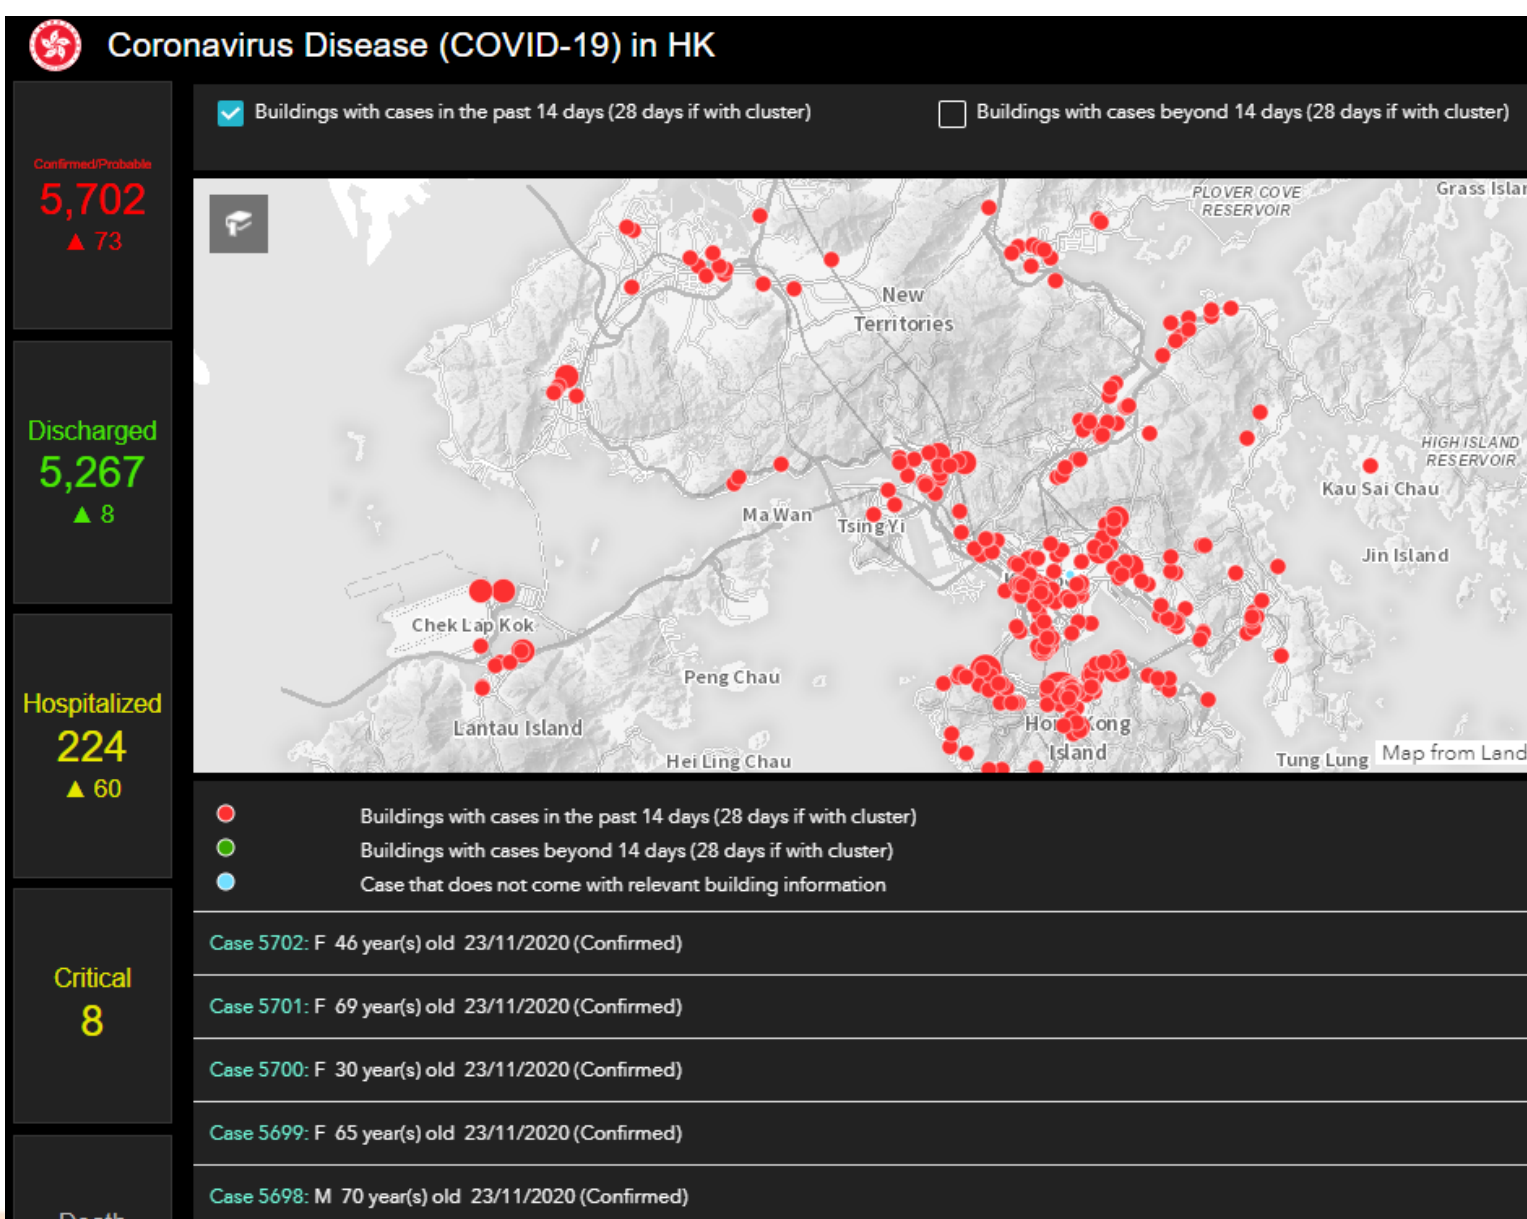 Coronavirus Disease (COVID-19) in HK
Confirmed/Probable
5,702
▲ 73
Discharged
5,267
▲ 8
Hospitalized
224
▲ 60
Critical
8
Death
Buildings with cases in the past 14 days (28 days if with cluster)
Buildings with cases beyond 14 days (28 days if with cluster)
PLOVER COVE
RESERVOIR
Grass Islan
New
Territories
HIGH ISLAND
RESERVOIR
Kau Sai Chau
Ma Wan
Tsing Yi
Jin Island
Chek Lap Kok
Peng Chau
Lantau Island
Hong Kong
Island
Hei Ling Chau
Tung Lung
Map from Land
Buildings with cases in the past 14 days (28 days if with cluster)
Buildings with cases beyond 14 days (28 days if with cluster)
Case that does not come with relevant building information
Case 5702: F 46 year(s) old 23/11/2020 (Confirmed)
Case 5701: F 69 year(s) old 23/11/2020 (Confirmed)
Case 5700: F 30 year(s) old 23/11/2020 (Confirmed)
Case 5699: F 65 year(s) old 23/11/2020 (Confirmed)
Case 5698: M 70 year(s) old 23/11/2020 (Confirmed)